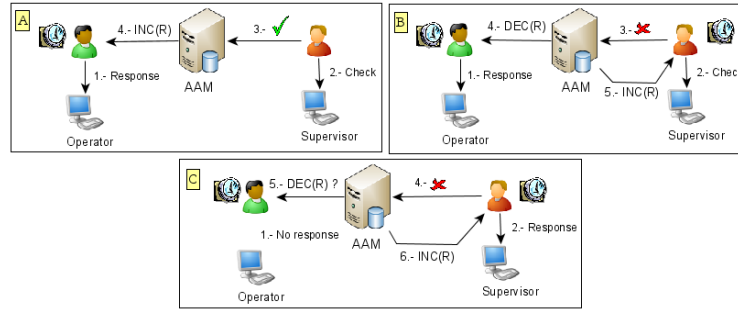 A
4.- INC(R)
3.-
1.- Response
2.- Check
AAM
Operator
Supervisor
B
4.- DEC(R)
3.-
1.- Response
2.- Check
AAM
5.- INC(R)
Operator
Supervisor
C
5.- DEC(R) ?
4.-
1.- No response
2.- Response
AAM
6.- INC(R)
Operator
Supervisor